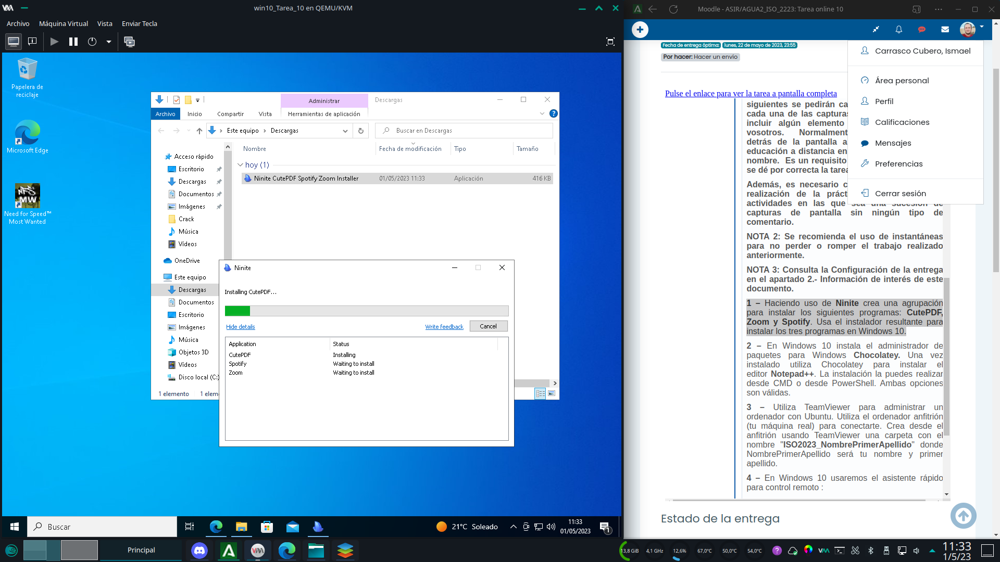 win10_Tarea_10 en QEMU/KVM
Archivo Máquina Virtual Vista Enviar Tecla
Papelera de reciclaje
Microsoft Edge
NFS MW
Need for Speed™ Most Wanted
Administrar
Descargas
Archivo Inicio Compartir Vista Herramientas de aplicación
Este equipo > Descargas
Buscar en Descargas
Nombre Fecha de modificación Tipo Tamaño
hoy (1)
Ninite CutePDF Spotify Zoom Installer 01/05/2023 11:33 Aplicación 416 KB
Acceso rápido
Escritorio
Descargas
Documentos
Imágenes
Crack
Música
Vídeos
OneDrive
Este equipo
Descargas
Documentos
Escritorio
Imágenes
Música
Objetos 3D
Vídeos
Disco local (C:)
1 elemento 1 elem
Ninite
Installing CutePDF...
Hide details Write feedback Cancel
Application Status
CutePDF Installing
Spotify Waiting to install
Zoom Waiting to install
Buscar
21°C Soleado
11:33
01/05/2023
1
Moodle - ASIR/AGUA2_ISO_2223: Tarea online 10
Fecha de entrega óptima: lunes, 22 de mayo de 2023, 23:55
Por hacer: Hacer un envío
Carrasco Cubero, Ismael
Área personal
Perfil
Calificaciones
Mensajes
Preferencias
Cerrar sesión
Pulse el enlace para ver la tarea a pantalla completa
siguientes se pedirán ca
cada una de las capturas
incluir algún elemento
vosotros. Normalment
detrás de la pantalla a
educación a distancia en
nombre. Es un requisito
se dé por correcta la tarea
Además, es necesario c
realización de la práct
actividades en las que sea una sucesión de
capturas de pantalla sin ningún tipo de
comentario.
NOTA 2: Se recomienda el uso de instantáneas
para no perder o romper el trabajo realizado
anteriormente.
NOTA 3: Consulta la Configuración de la entrega
en el apartado 2.- Información de interés de este
documento.
1 – Haciendo uso de Ninite crea una agrupación
para instalar los siguientes programas: CutePDF,
Zoom y Spotify. Usa el instalador resultante para
instalar los tres programas en Windows 10.
2 – En Windows 10 instala el administrador de
paquetes para Windows Chocolatey. Una vez
instalado utiliza Chocolatey para instalar el
editor Notepad++. La instalación la puedes realizar
desde CMD o desde PowerShell. Ambas opciones
son válidas.
3 – Utiliza TeamViewer para administrar un
ordenador con Ubuntu. Utiliza el ordenador anfitrión
(tu máquina real) para conectarte. Crea desde el
anfitrión usando TeamViewer una carpeta con el
nombre "ISO2023_NombrePrimerApellido" donde
NombrePrimerApellido será tu nombre y primer
apellido.
4 – En Windows 10 usaremos el asistente rápido
para control remoto :
Estado de la entrega
Principal
13,8 GiB 4,1 GHz 12,6% 67,0°C 50,0°C 54,0°C
11:33
1/5/23